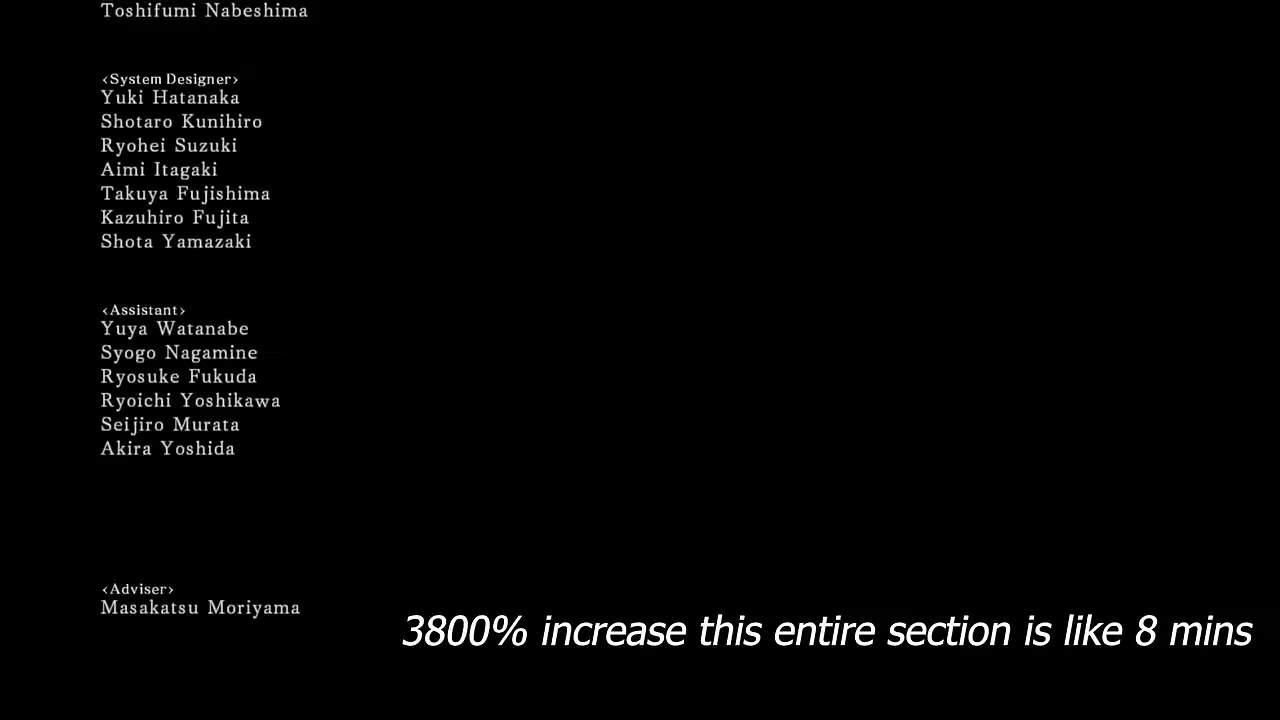 Toshifumi Nabeshima
<System Designer>
Yuki Hatanaka
Shotaro Kunihiro
Ryohei Suzuki
Aimi Itagaki
Takuya Fujishima
Kazuhiro Fujita
Shota Yamazaki
<Assistant>
Yuya Watanabe
Syogo Nagamine
Ryosuke Fukuda
Ryoichi Yoshikawa
Seijiro Murata
Akira Yoshida
<Adviser>
Masakatsu Moriyama
3800% increase this entire section is like 8 mins